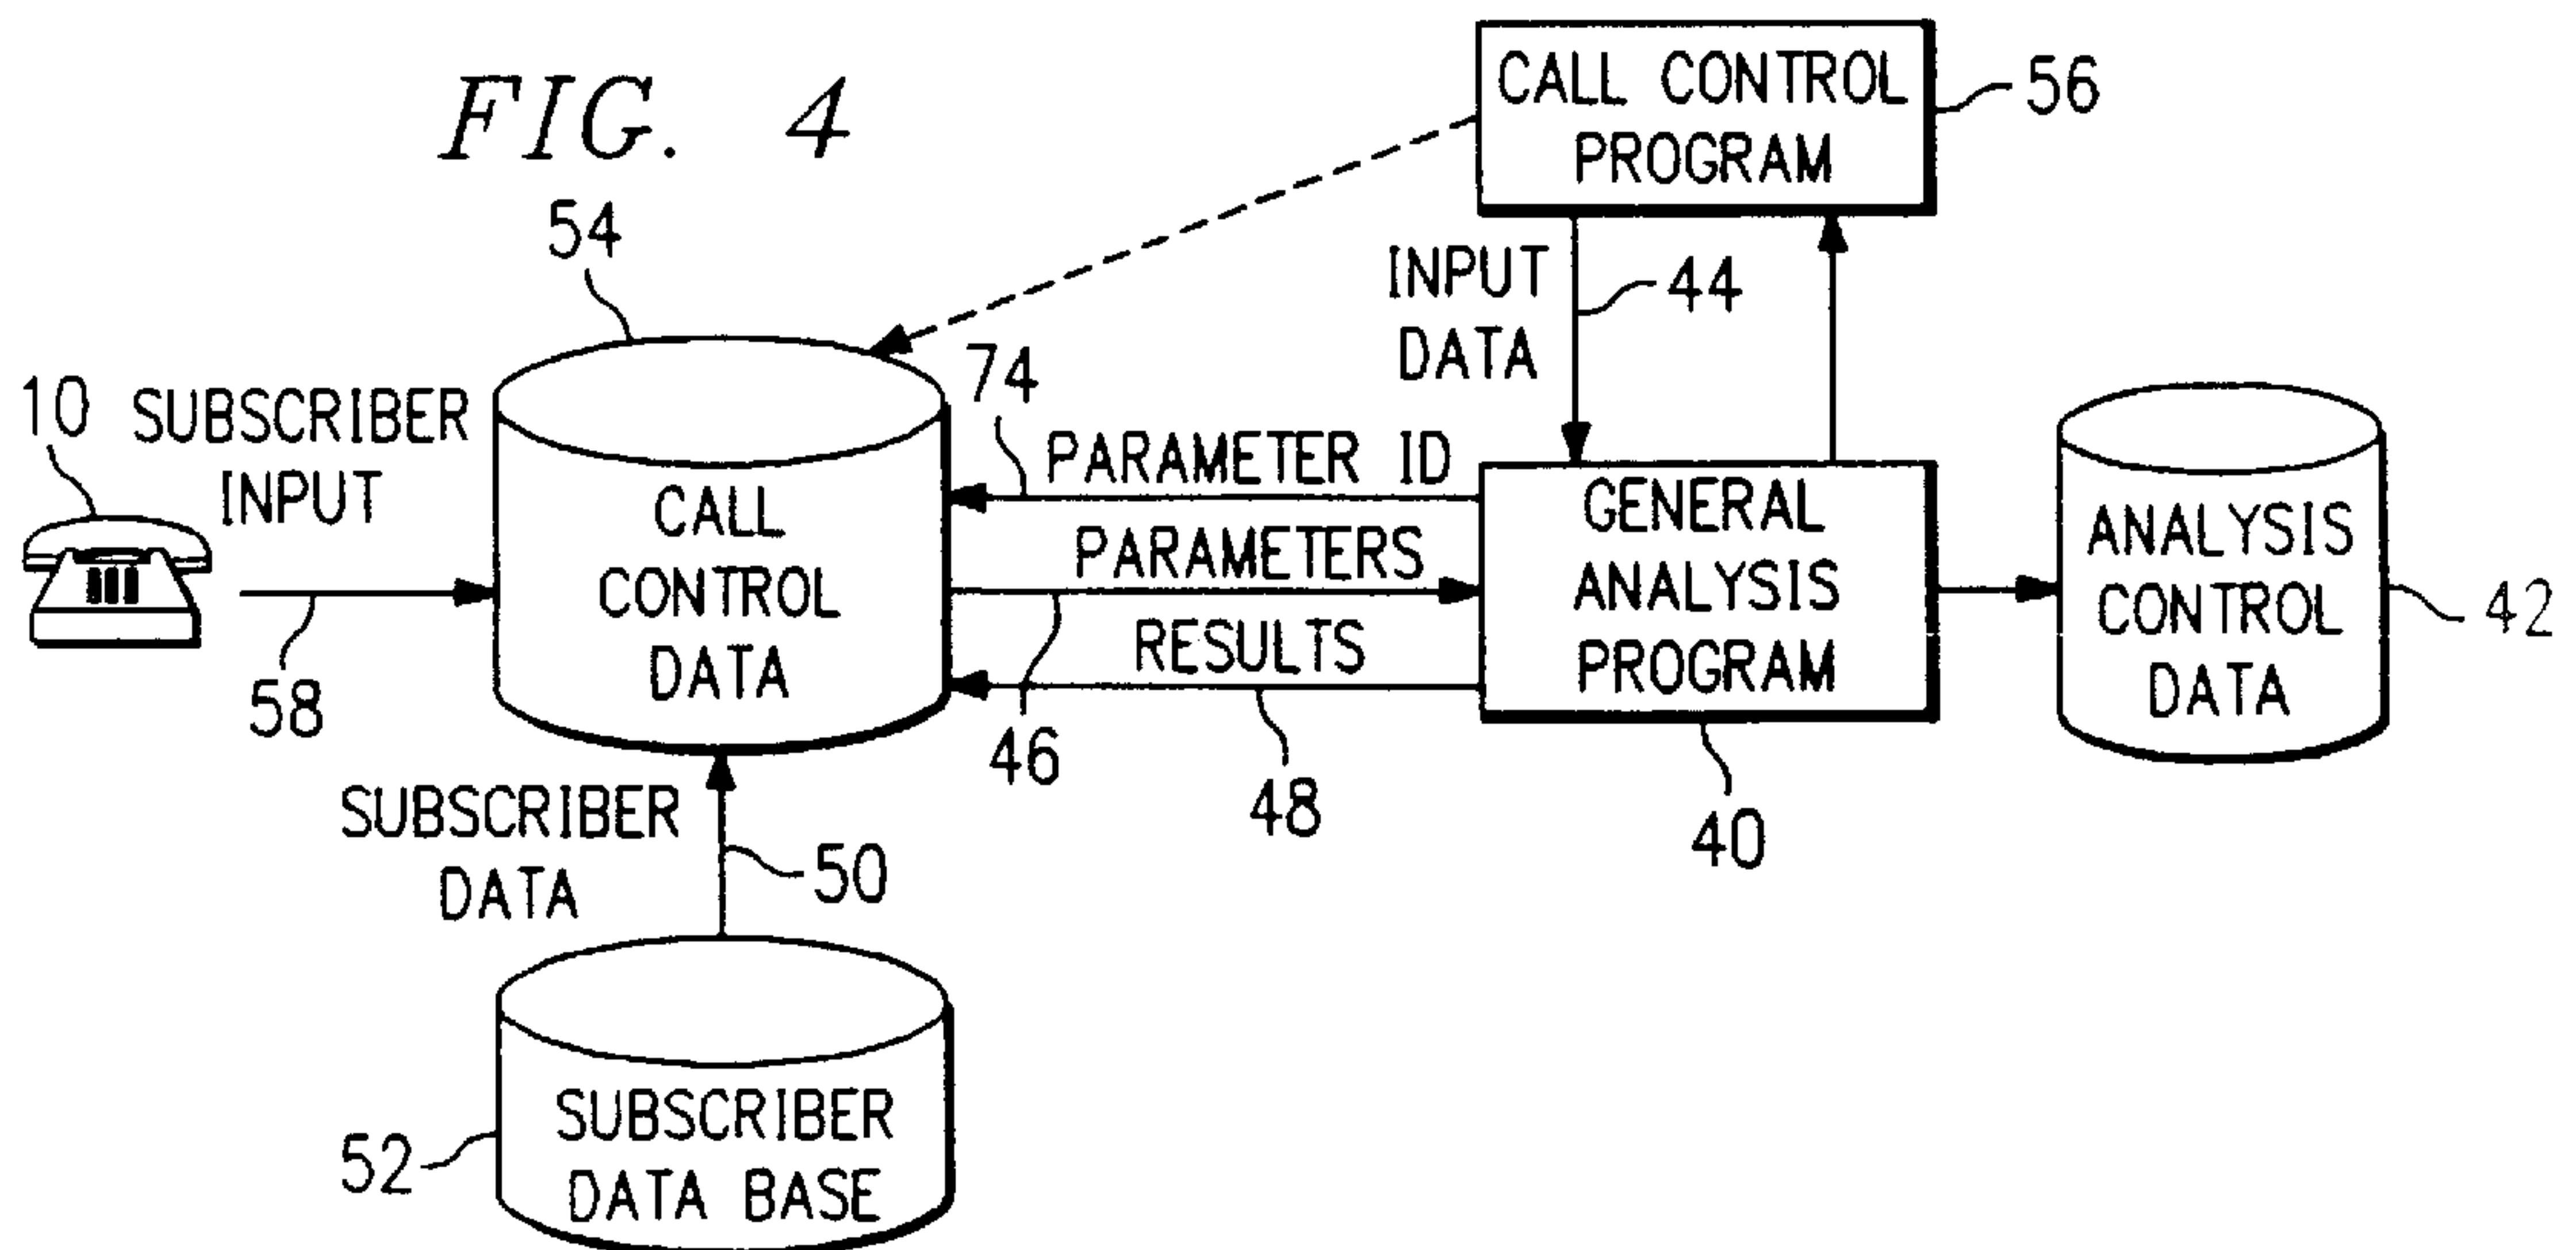 FIG. 4
CALL CONTROL
PROGRAM
56
54
INPUT
DATA
44
10
SUBSCRIBER
INPUT
58
CALL
CONTROL
DATA
74
PARAMETER ID
PARAMETERS
46
RESULTS
48
GENERAL
ANALYSIS
PROGRAM
40
ANALYSIS
CONTROL
DATA
42
SUBSCRIBER
DATA
50
SUBSCRIBER
DATA BASE
52